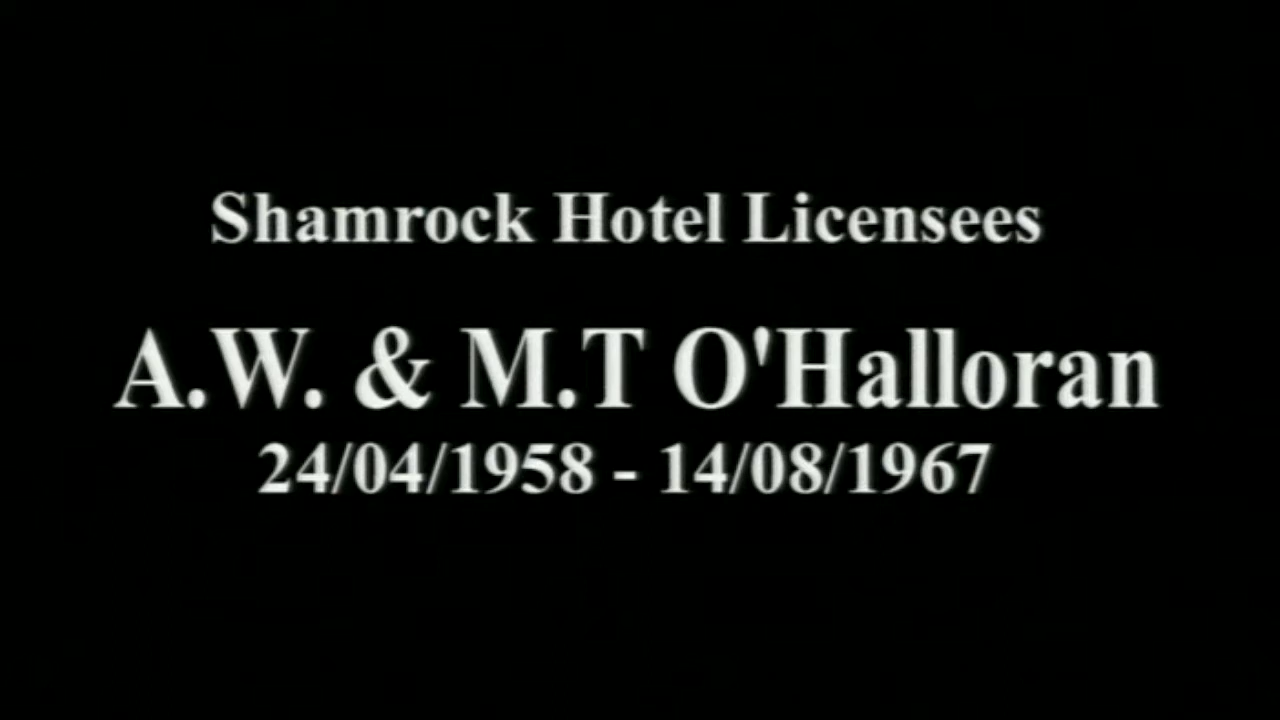 Shamrock Hotel Licensees
A.W. & M.T O'Halloran
24/04/1958 - 14/08/1967